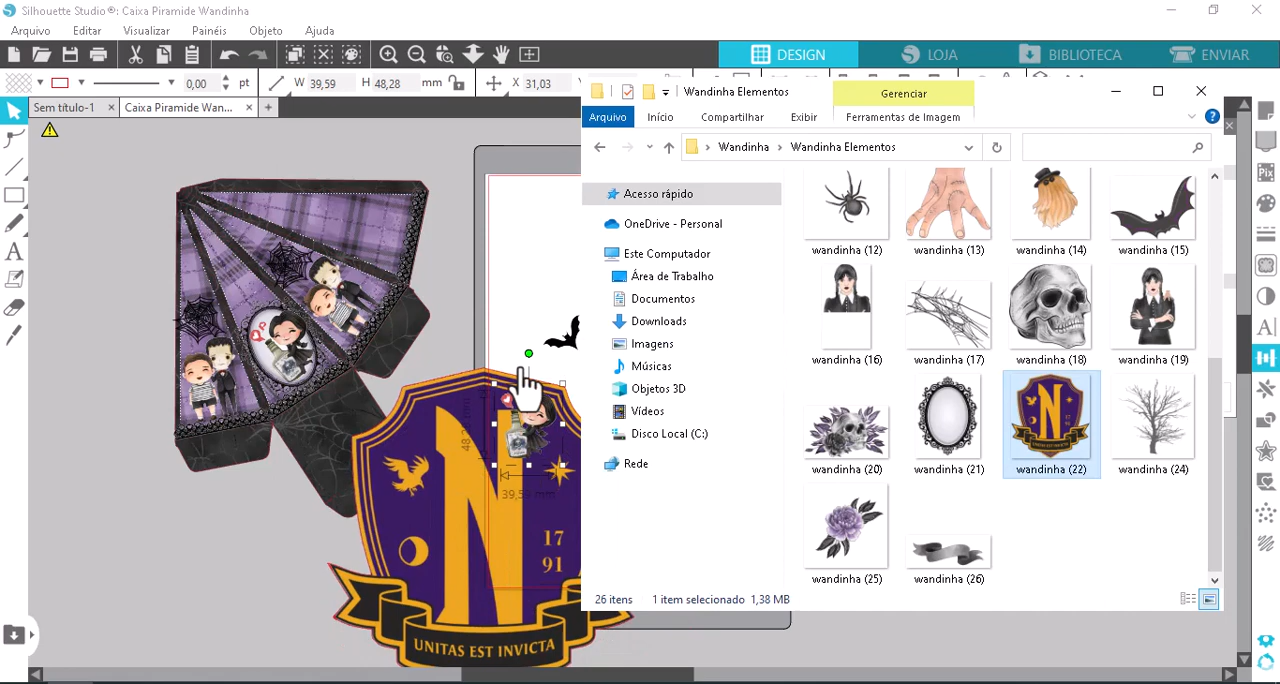 Silhouette Studio®: Caixa Piramide Wandinha
Arquivo Editar Visualizar Painéis Objeto Ajuda
DESIGN LOJA BIBLIOTECA ENVIAR
0,00 pt W 39,59 H 48,28 mm X 31,03
Sem título-1 × Caixa Piramide Wan... × +
Wandinha Elementos
Gerenciar
Arquivo Início Compartilhar Exibir Ferramentas de Imagem
Wandinha > Wandinha Elementos
Acesso rápido
OneDrive - Personal
Este Computador
Área de Trabalho
Documentos
Downloads
Imagens
Músicas
Objetos 3D
Vídeos
Disco Local (C:)
Rede
wandinha (12) wandinha (13) wandinha (14) wandinha (15)
wandinha (16) wandinha (17) wandinha (18) wandinha (19)
wandinha (20) wandinha (21) wandinha (22) wandinha (24)
wandinha (25) wandinha (26)
26 itens 1 item selecionado 1,38 MB
39,59 mm
N
17
91
UNITAS EST INVICTA
Pix